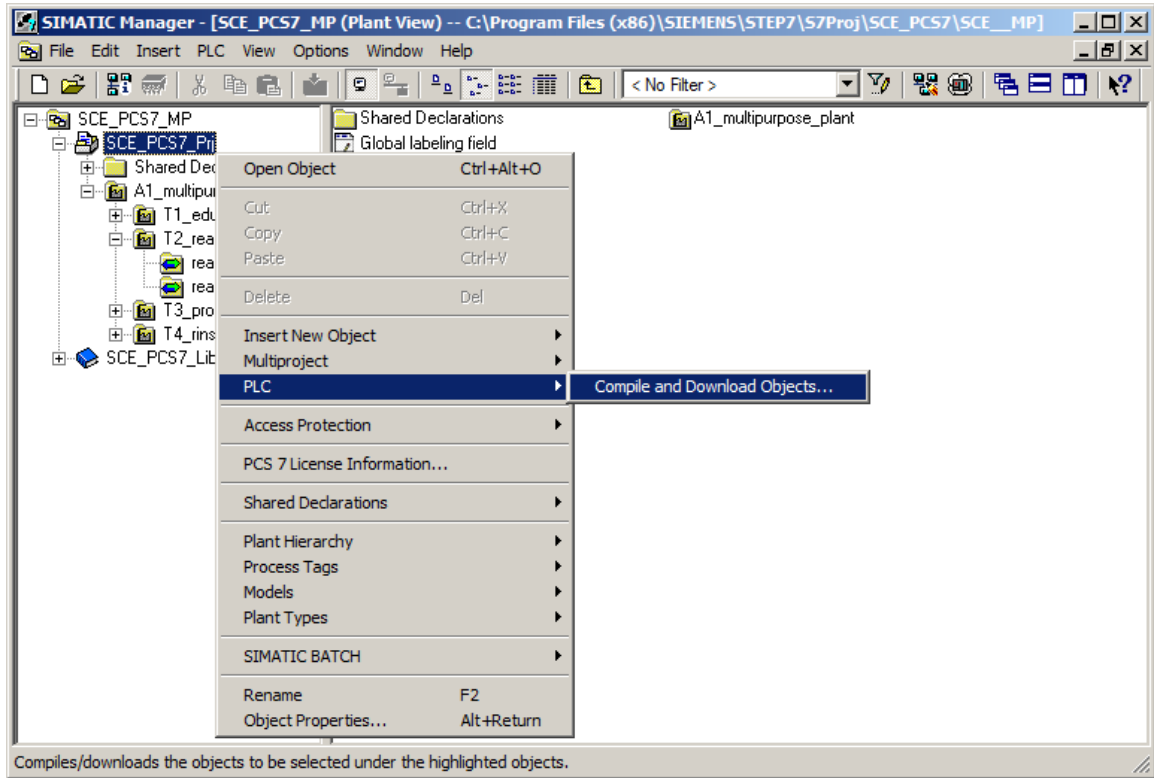 SIMATIC Manager - [SCE_PCS7_MP (Plant View) -- C:\Program Files (x86)\SIEMENS\STEP7\S7Proj\SCE_PCS7\SCE__MP]
File Edit Insert PLC View Options Window Help
< No Filter >
SCE_PCS7_MP
SCE_PCS7_Prj
Shared Dec
A1_multipur
T1_edu
T2_rea
rea
rea
T3_pro
T4_rins
SCE_PCS7_Lib
Shared Declarations
A1_multipurpose_plant
Global labeling field
Open Object Ctrl+Alt+O
Cut Ctrl+X
Copy Ctrl+C
Paste Ctrl+V
Delete Del
Insert New Object
Multiproject
PLC
Access Protection
PCS 7 License Information...
Shared Declarations
Plant Hierarchy
Process Tags
Models
Plant Types
SIMATIC BATCH
Rename F2
Object Properties... Alt+Return
Compile and Download Objects...
Compiles/downloads the objects to be selected under the highlighted objects.